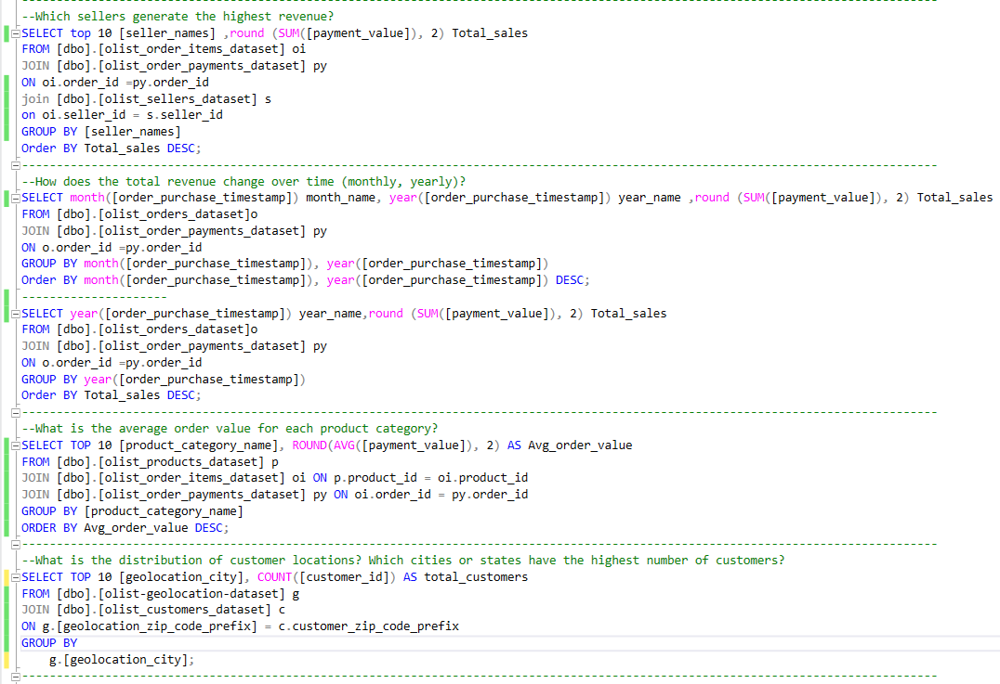 --Which sellers generate the highest revenue?
SELECT top 10 [seller_names] ,round (SUM([payment_value]), 2) Total_sales
FROM [dbo].[olist_order_items_dataset] oi
JOIN [dbo].[olist_order_payments_dataset] py
ON oi.order_id =py.order_id
join [dbo].[olist_sellers_dataset] s
on oi.seller_id = s.seller_id
GROUP BY [seller_names]
Order BY Total_sales DESC;
--How does the total revenue change over time (monthly, yearly)?
SELECT month([order_purchase_timestamp]) month_name, year([order_purchase_timestamp]) year_name ,round (SUM([payment_value]), 2) Total_sales
FROM [dbo].[olist_orders_dataset]o
JOIN [dbo].[olist_order_payments_dataset] py
ON o.order_id =py.order_id
GROUP BY month([order_purchase_timestamp]), year([order_purchase_timestamp])
Order BY month([order_purchase_timestamp]), year([order_purchase_timestamp]) DESC;
---------------------
SELECT year([order_purchase_timestamp]) year_name,round (SUM([payment_value]), 2) Total_sales
FROM [dbo].[olist_orders_dataset]o
JOIN [dbo].[olist_order_payments_dataset] py
ON o.order_id =py.order_id
GROUP BY year([order_purchase_timestamp])
Order BY Total_sales DESC;
--What is the average order value for each product category?
SELECT TOP 10 [product_category_name], ROUND(AVG([payment_value]), 2) AS Avg_order_value
FROM [dbo].[olist_products_dataset] p
JOIN [dbo].[olist_order_items_dataset] oi ON p.product_id = oi.product_id
JOIN [dbo].[olist_order_payments_dataset] py ON oi.order_id = py.order_id
GROUP BY [product_category_name]
ORDER BY Avg_order_value DESC;
--What is the distribution of customer locations? Which cities or states have the highest number of customers?
SELECT TOP 10 [geolocation_city], COUNT([customer_id]) AS total_customers
FROM [dbo].[olist-geolocation-dataset] g
JOIN [dbo].[olist_customers_dataset] c
ON g.[geolocation_zip_code_prefix] = c.customer_zip_code_prefix
GROUP BY
g.[geolocation_city];